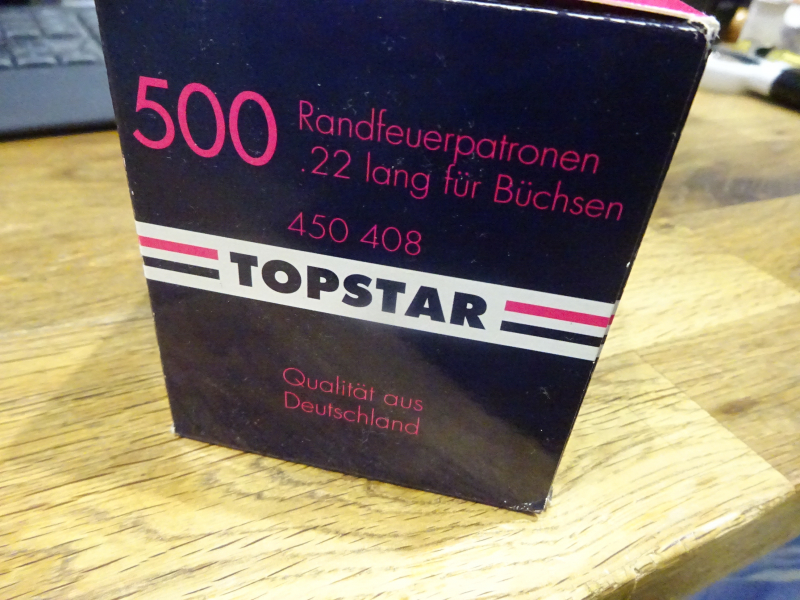 500
Randfeuerpatronen
.22 lang für Büchsen
450 408
TOPSTAR
Qualität aus
Deutschland